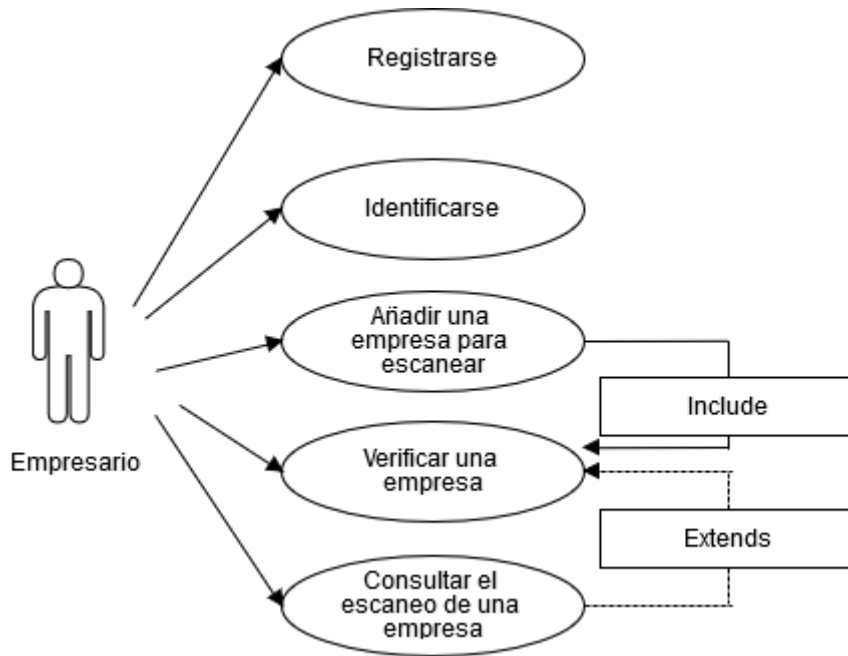 Registrarse
Identificarse
Añadir una
empresa para
escanear
Include
Empresario
Verificar una
empresa
Extends
Consultar el
escaneo de una
empresa